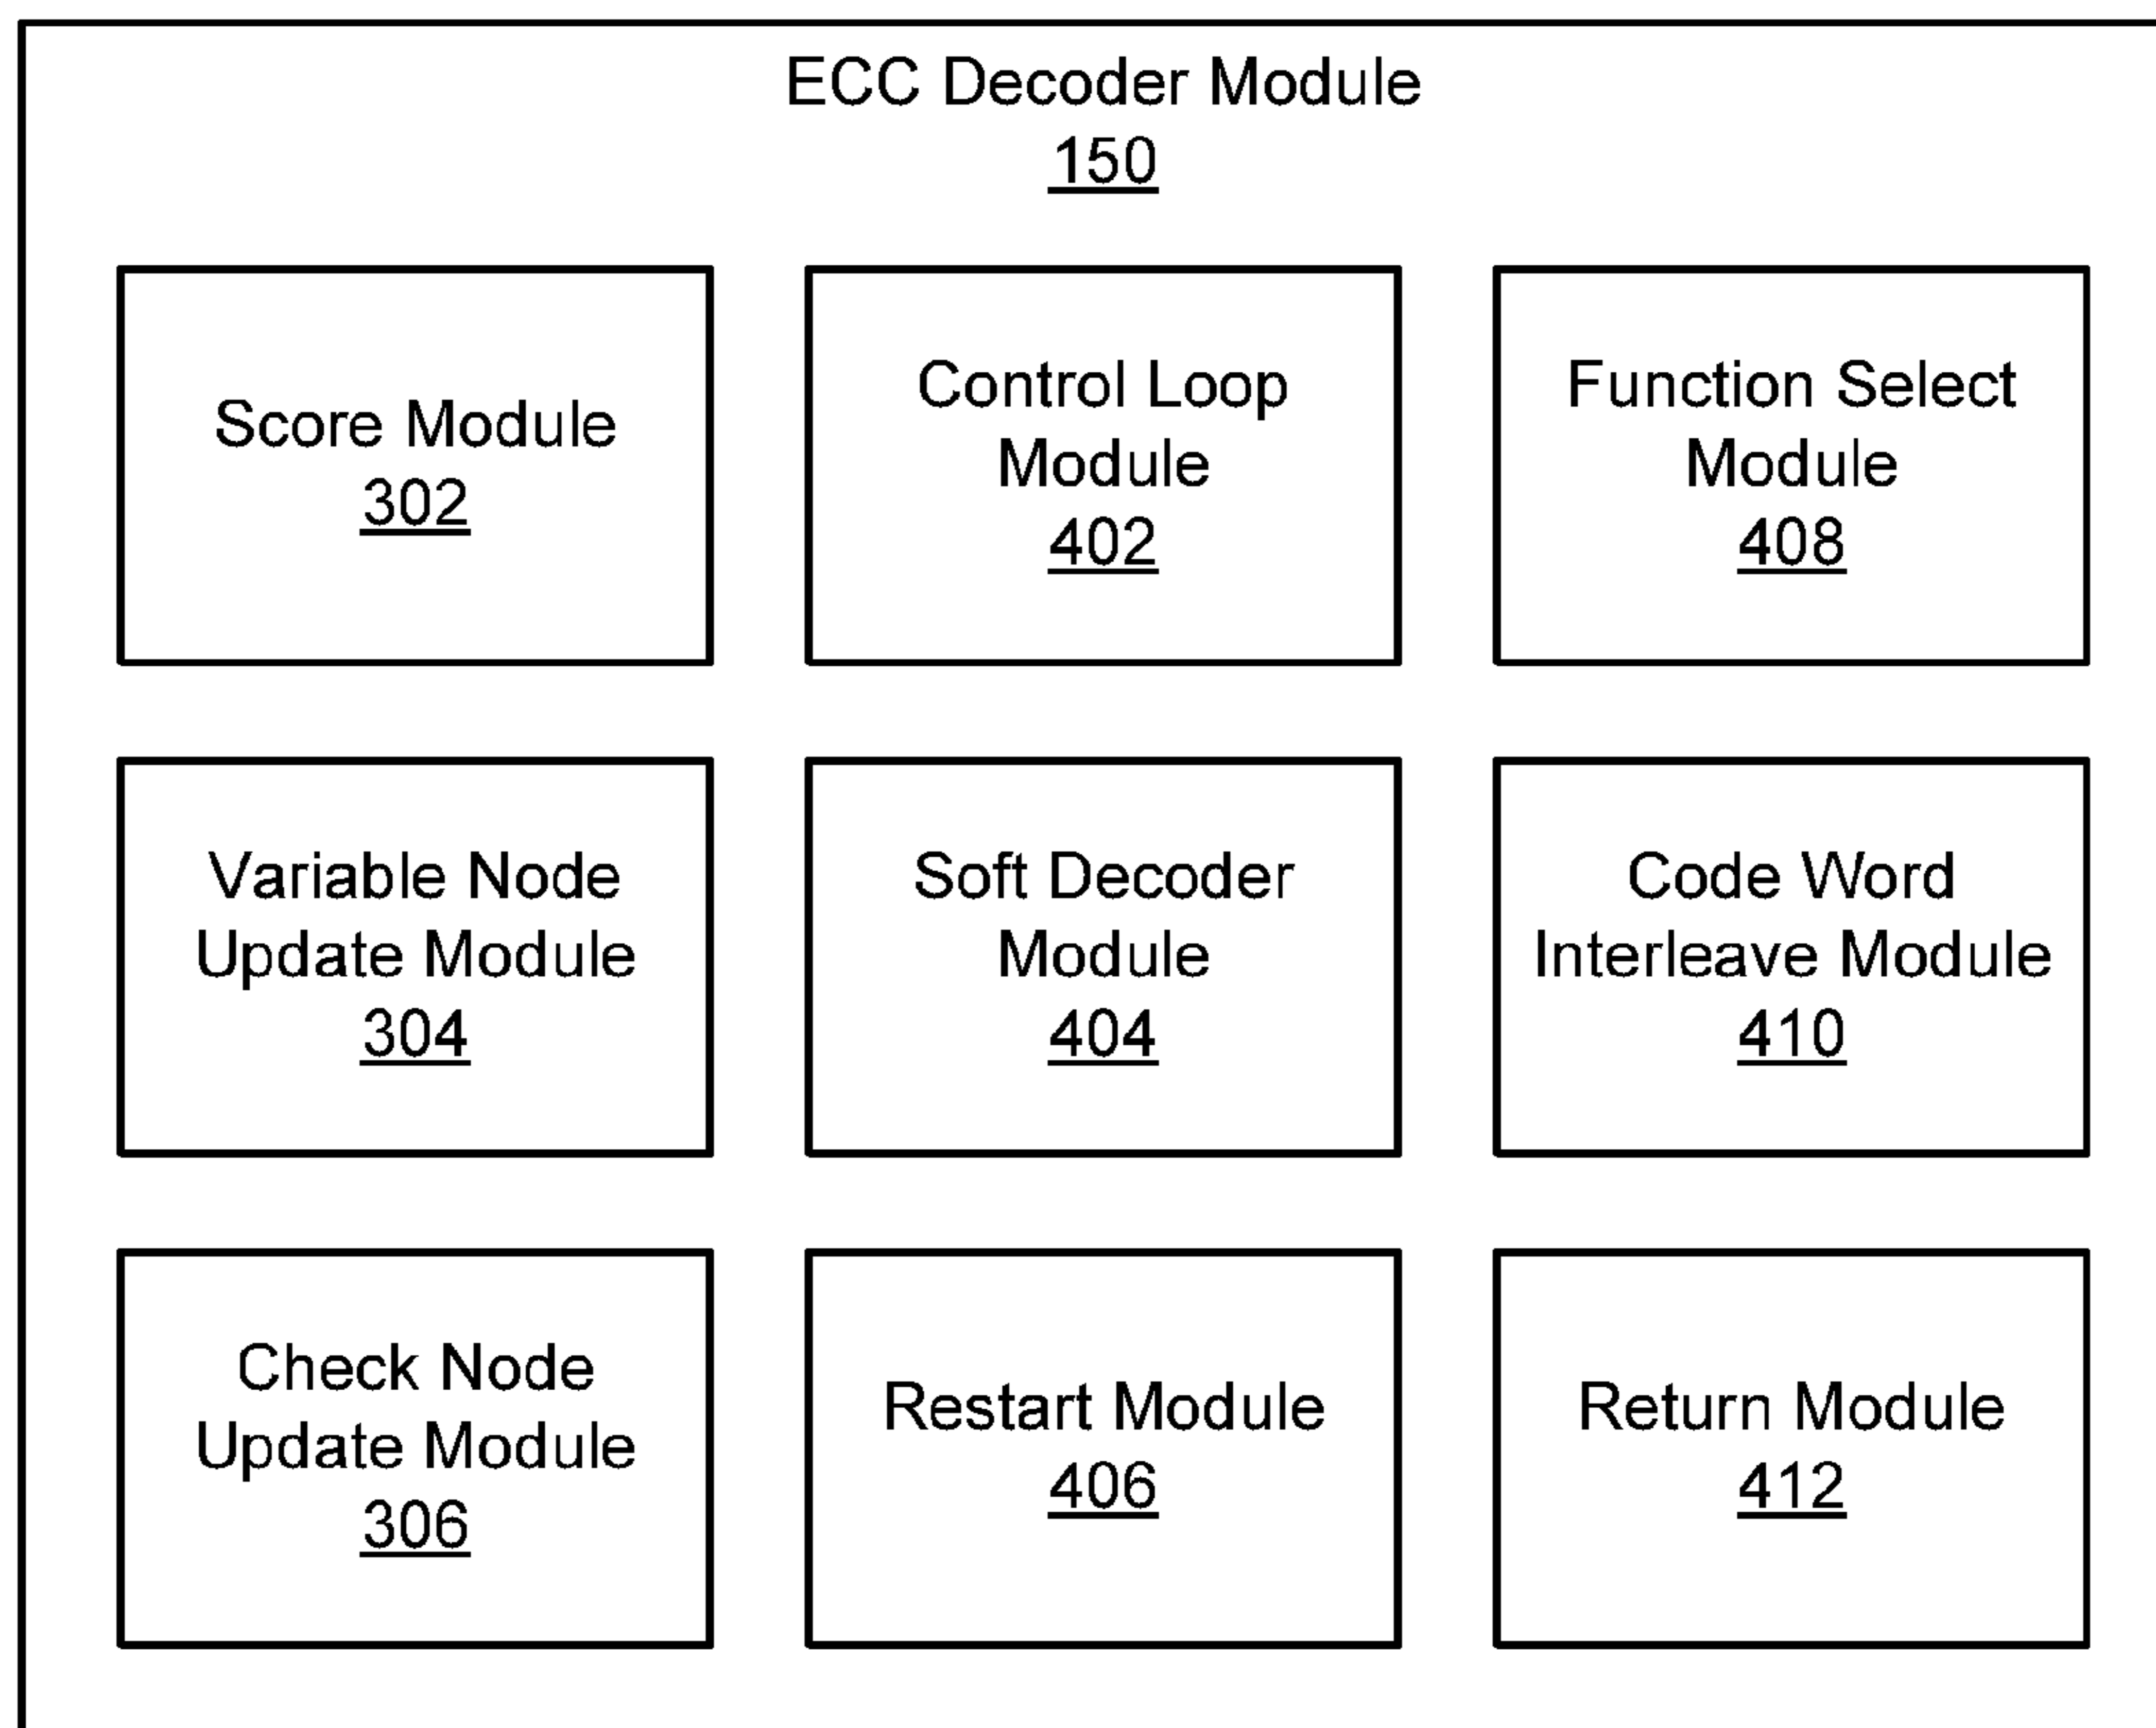 ECC Decoder Module
150
Score Module
302
Control Loop
Module
402
Function Select
Module
408
Variable Node
Update Module
304
Soft Decoder
Module
404
Code Word
Interleave Module
410
Check Node
Update Module
306
Restart Module
406
Return Module
412